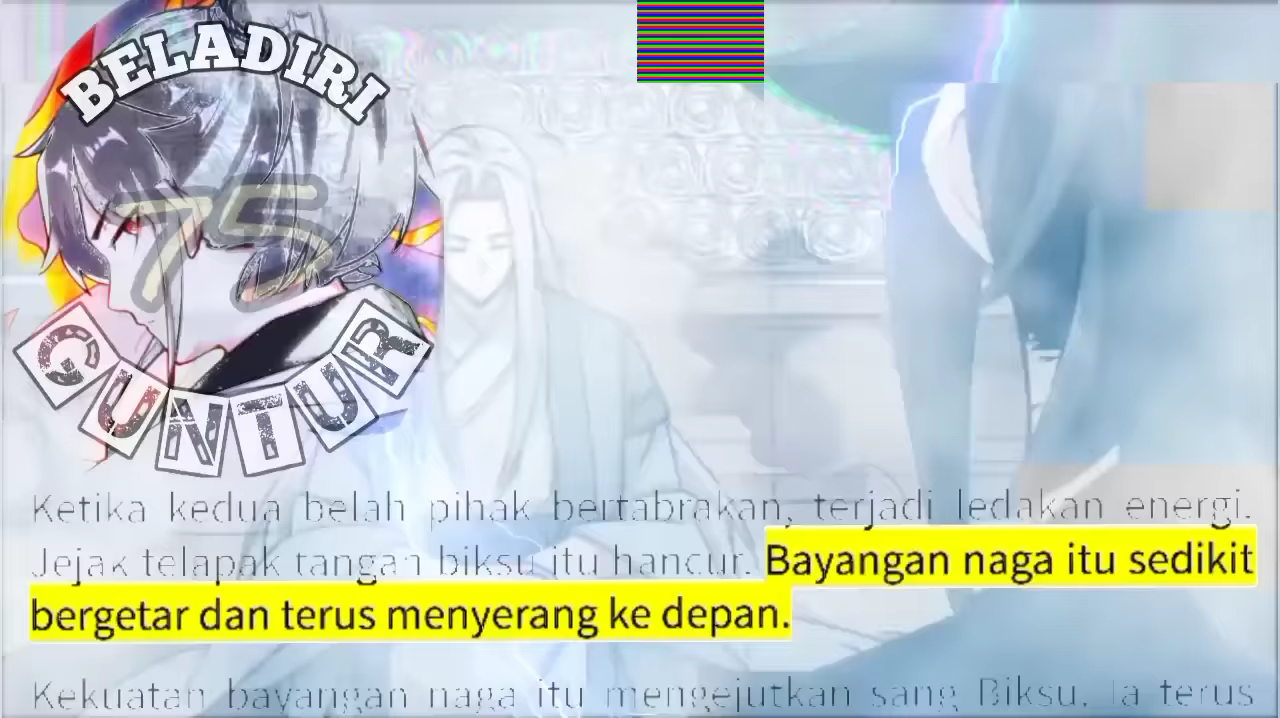 BELADIRI
75
GUNTUR
Ketika kedua belah pihak bertabrakan, terjadi ledakan energi.
Jejak telapak tangan biksu itu hancur. Bayangan naga itu sedikit
bergetar dan terus menyerang ke depan.
Kekuatan bayangan naga itu mengejutkan sang Biksu. Ia terus